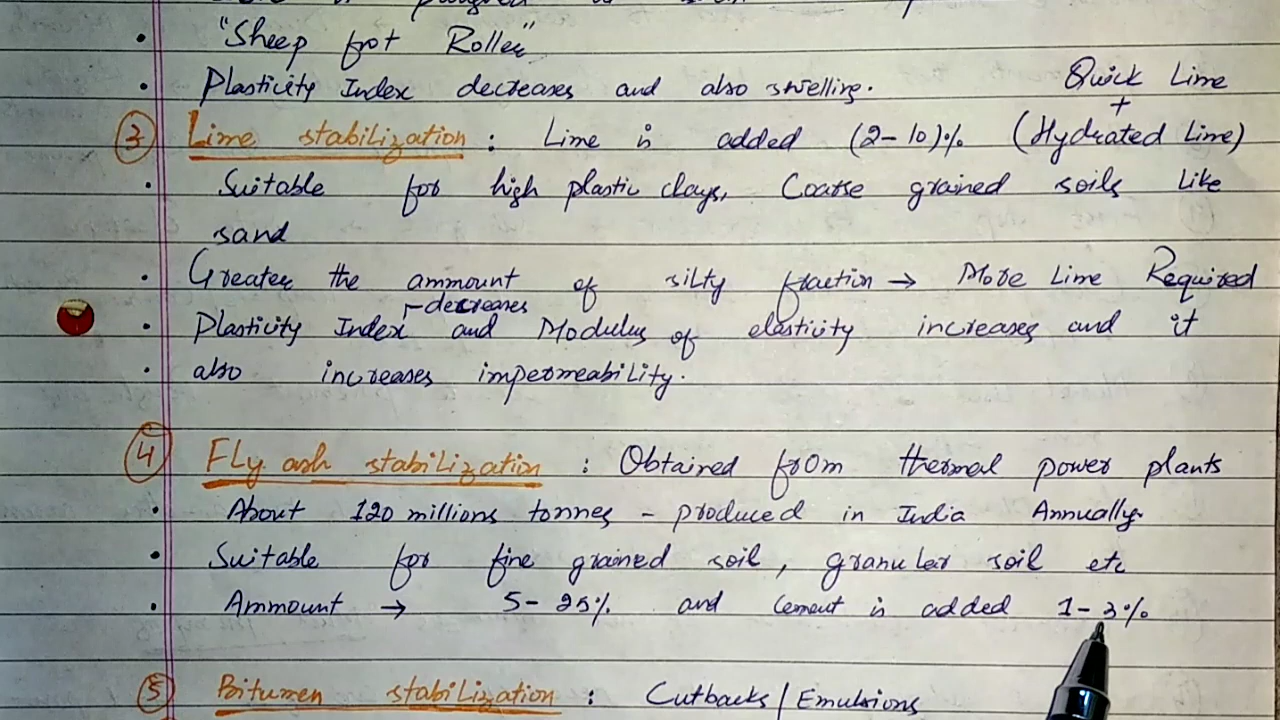 "Sheep foot Roller"
Plasticity Index decreases and also swelling.
Quick Lime
+
③ Lime stabilization : Lime is added (2-10)% (Hydrated Lime)
Suitable for high plastic clays, Coarse grained soils like
sand
Greater the ammount of silty fraction → More Lime Required
decreases
Plasticity Index and Modulus of elasticity increases and it
also increases impermeability.
④ Fly ash stabilization : Obtained from thermal power plants
About 120 millions tonnes - produced in India Annually.
Suitable for fine grained soil, granular soil etc
Ammount → 5-25% and cement is added 1-3%
⑤ Bitumen stabilization : Cutbacks/Emulsions